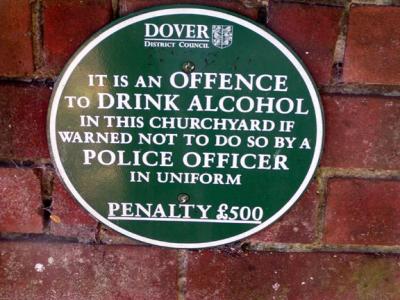 DOVER
DISTRICT COUNCIL
IT IS AN OFFENCE
TO DRINK ALCOHOL
IN THIS CHURCHYARD IF
WARNED NOT TO DO SO BY A
POLICE OFFICER
IN UNIFORM
PENALTY £500